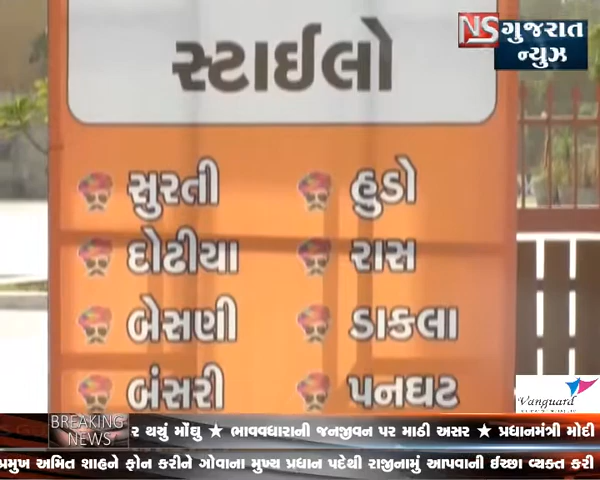 NS ગુજરાત
ન્યુઝ
સ્ટાઈલો
સુરતી
હુડો
દોઢીયા
રાસ
બેસણી
ડાકલા
બંસરી
પનઘટ
Vanguard
BREAKING
NEWS
ર થયું મોંઘુ ★ ભાવવધારાની જનજીવન પર માઠી અસર ★ પ્રધાનમંત્રી મોદી
પ્રમુખ અમિત શાહને ફોન કરીને ગોવાના મુખ્ય પ્રધાન પદેથી રાજીનામું આપવાની ઈચ્છા વ્યક્ત કરી